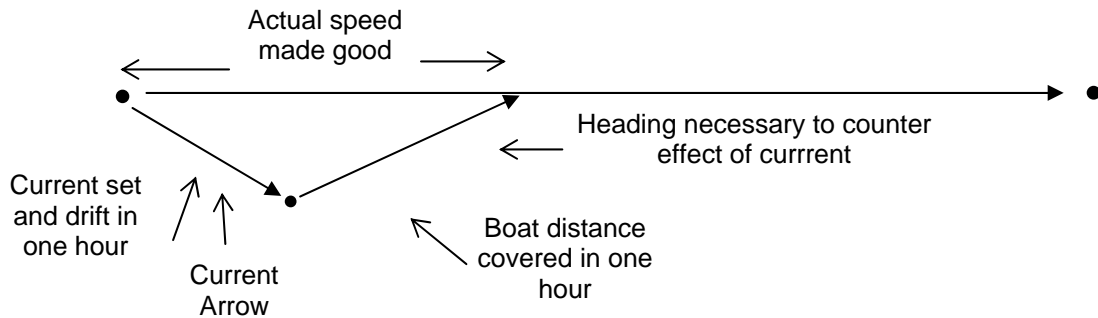 Actual speed
made good
Heading necessary to counter
effect of currrent
Current set
and drift in
one hour
Current
Arrow
Boat distance
covered in one
hour